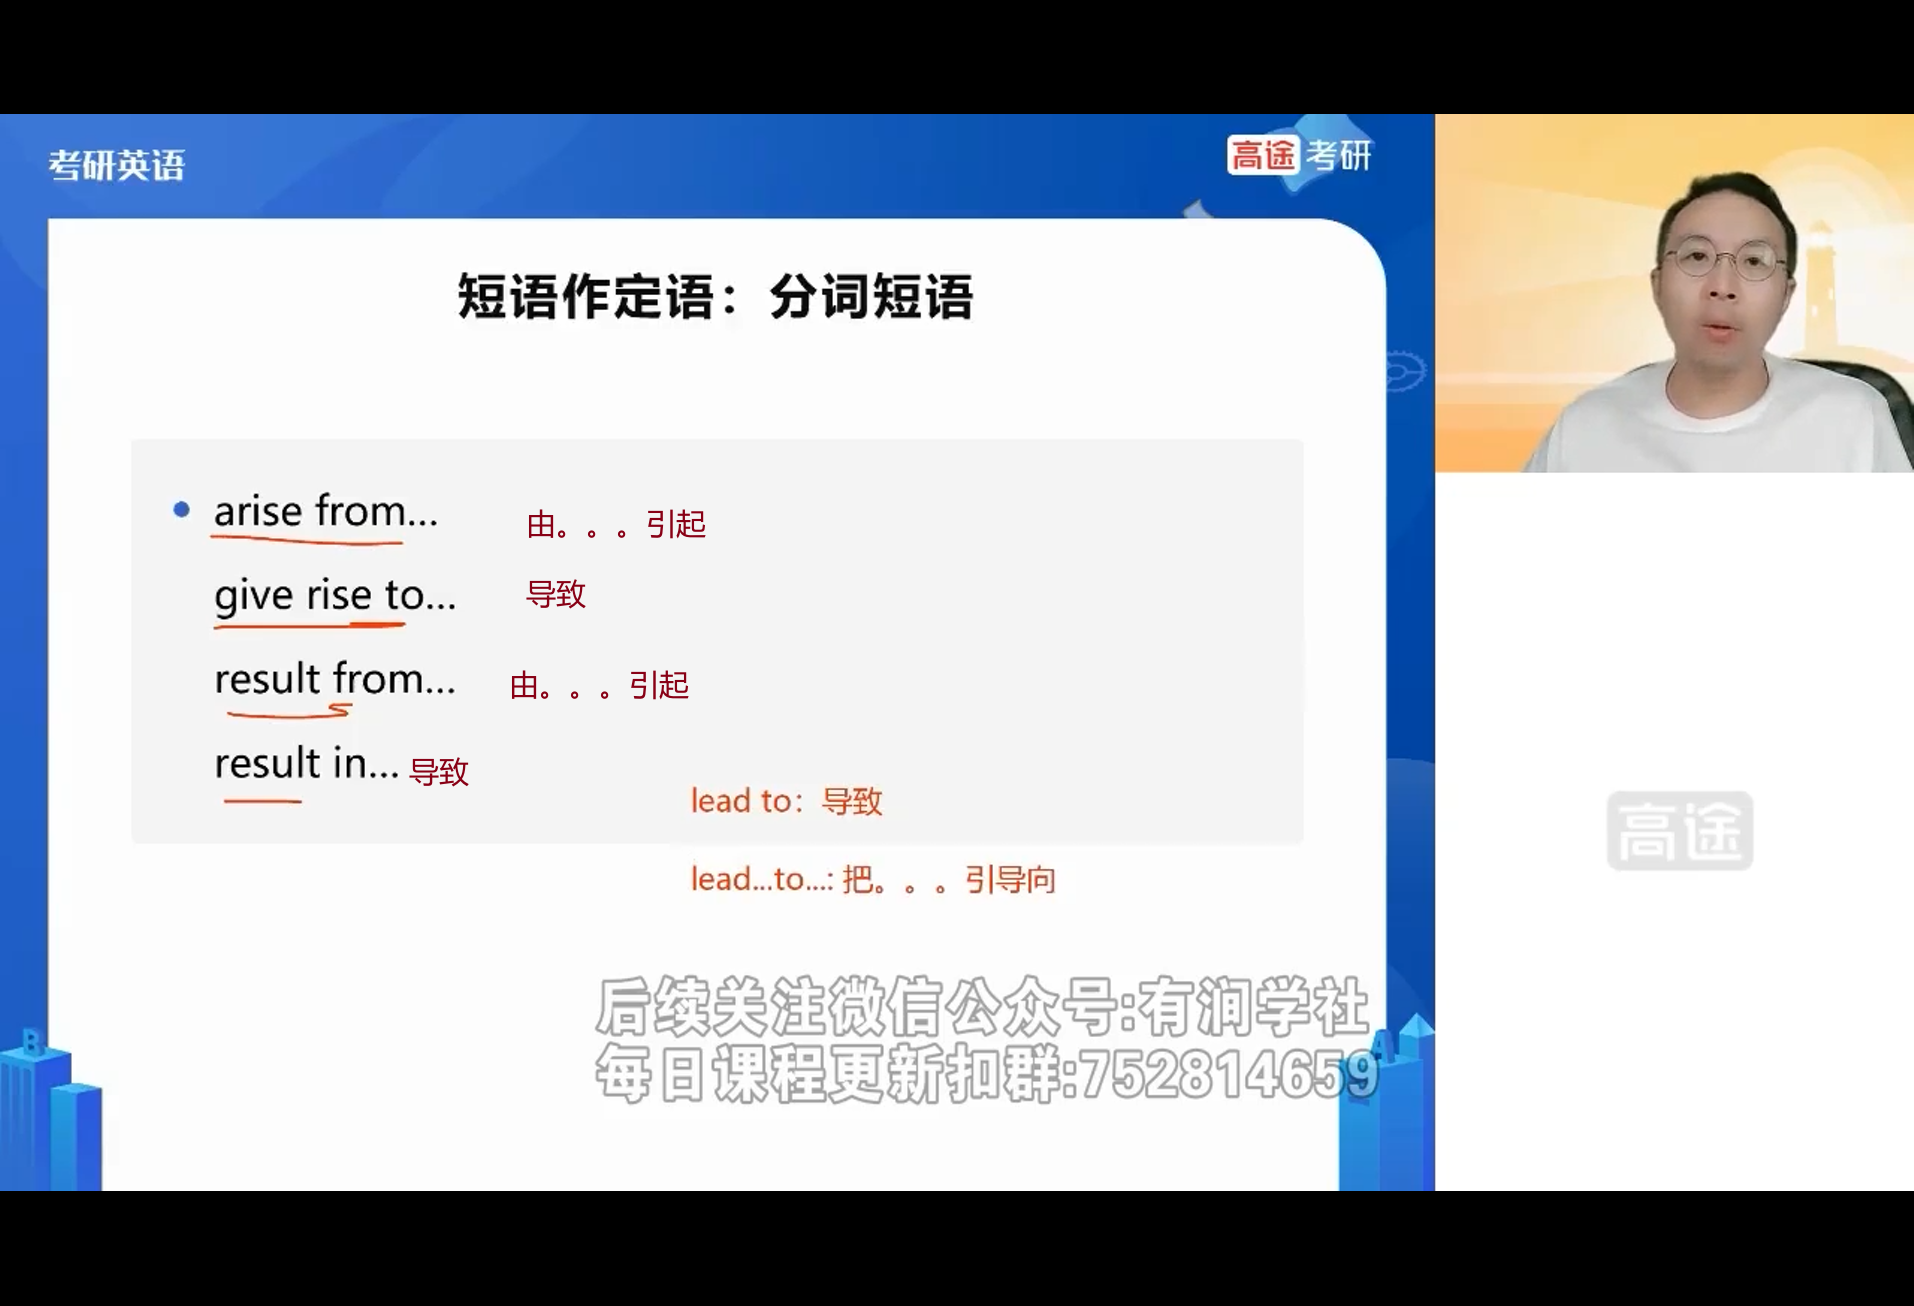 考研英语
高途 考研
短语作定语：分词短语
arise from... 由。。。引起
give rise to... 导致
result from... 由。。。引起
result in... 导致
lead to：导致
lead...to...: 把。。。引导向
高途
后续关注微信公众号:有润学社
每日课程更新扣群:752814659
B
A